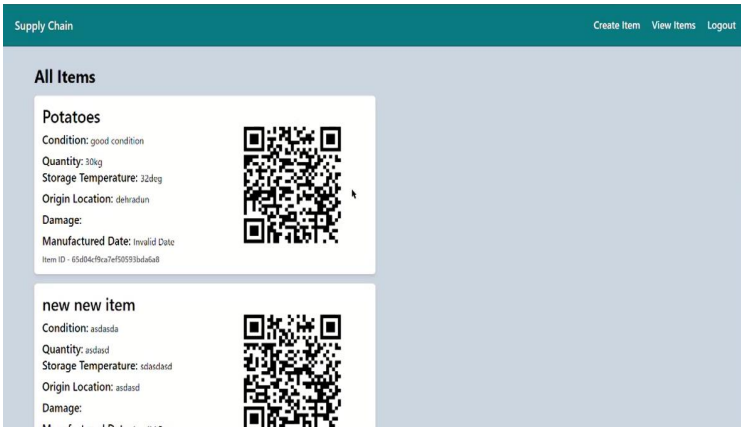 Supply Chain
Create Item View Items Logout
All Items
Potatoes
Condition: good condition
Quantity: 30kg
Storage Temperature: 32deg
Origin Location: dehradun
Damage:
Manufactured Date: Invalid Date
Item ID - 65d04cf9ca7ef50593bda6a8
new new item
Condition: asdasda
Quantity: asdasd
Storage Temperature: sdasdasd
Origin Location: asdasd
Damage: